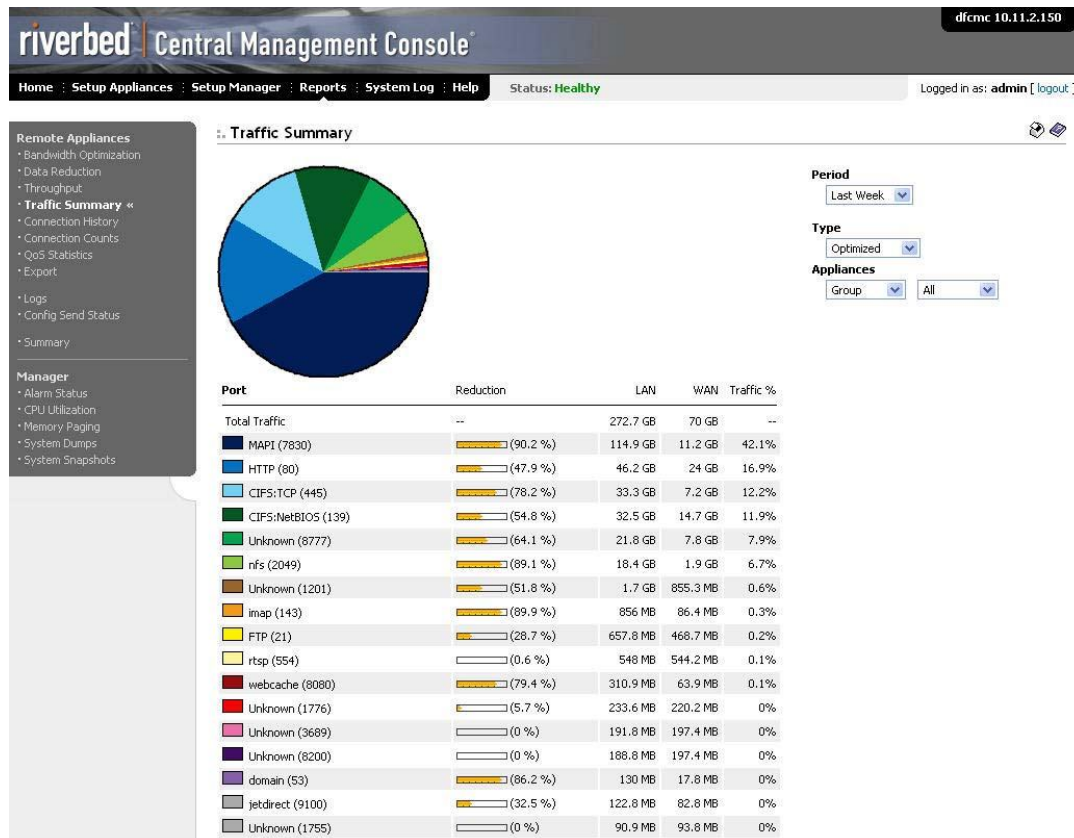 dfcmc 10.11.2.150
riverbed Central Management Console
Home Setup Appliances Setup Manager Reports System Log Help Status: Healthy Logged in as: admin [ logout ]
Remote Appliances
Bandwidth Optimization
Data Reduction
Throughput
Traffic Summary «
Connection History
Connection Counts
QoS Statistics
Export
Logs
Config Send Status
Summary
Manager
Alarm Status
CPU Utilization
Memory Paging
System Dumps
System Snapshots
Traffic Summary
Period
Last Week
Type
Optimized
Appliances
Group All
Port Reduction LAN WAN Traffic %
Total Traffic -- 272.7 GB 70 GB --
MAPI (7830) (90.2 %) 114.9 GB 11.2 GB 42.1%
HTTP (80) (47.9 %) 46.2 GB 24 GB 16.9%
CIFS:TCP (445) (78.2 %) 33.3 GB 7.2 GB 12.2%
CIFS:NetBIOS (139) (54.8 %) 32.5 GB 14.7 GB 11.9%
Unknown (8777) (64.1 %) 21.8 GB 7.8 GB 7.9%
nfs (2049) (89.1 %) 18.4 GB 1.9 GB 6.7%
Unknown (1201) (51.8 %) 1.7 GB 855.3 MB 0.6%
imap (143) (89.9 %) 856 MB 86.4 MB 0.3%
FTP (21) (28.7 %) 657.8 MB 468.7 MB 0.2%
rtsp (554) (0.6 %) 548 MB 544.2 MB 0.1%
webcache (8080) (79.4 %) 310.9 MB 63.9 MB 0.1%
Unknown (1776) (5.7 %) 233.6 MB 220.2 MB 0%
Unknown (3689) (0 %) 191.8 MB 197.4 MB 0%
Unknown (8200) (0 %) 188.8 MB 197.4 MB 0%
domain (53) (86.2 %) 130 MB 17.8 MB 0%
jetdirect (9100) (32.5 %) 122.8 MB 82.8 MB 0%
Unknown (1755) (0 %) 90.9 MB 93.8 MB 0%